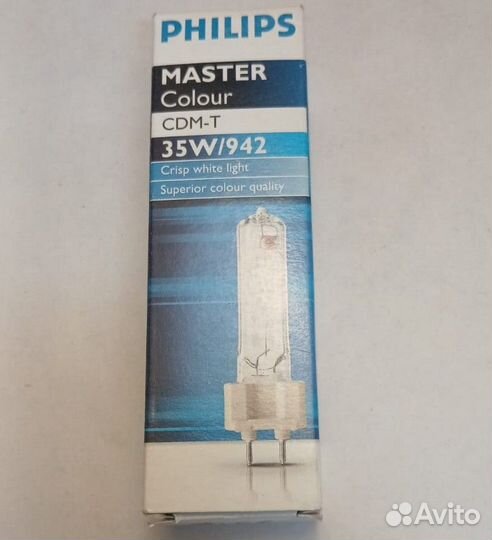 PHILIPS
MASTER
Colour
CDM-T
35W/942
Crisp white light
Superior colour quality
Avito